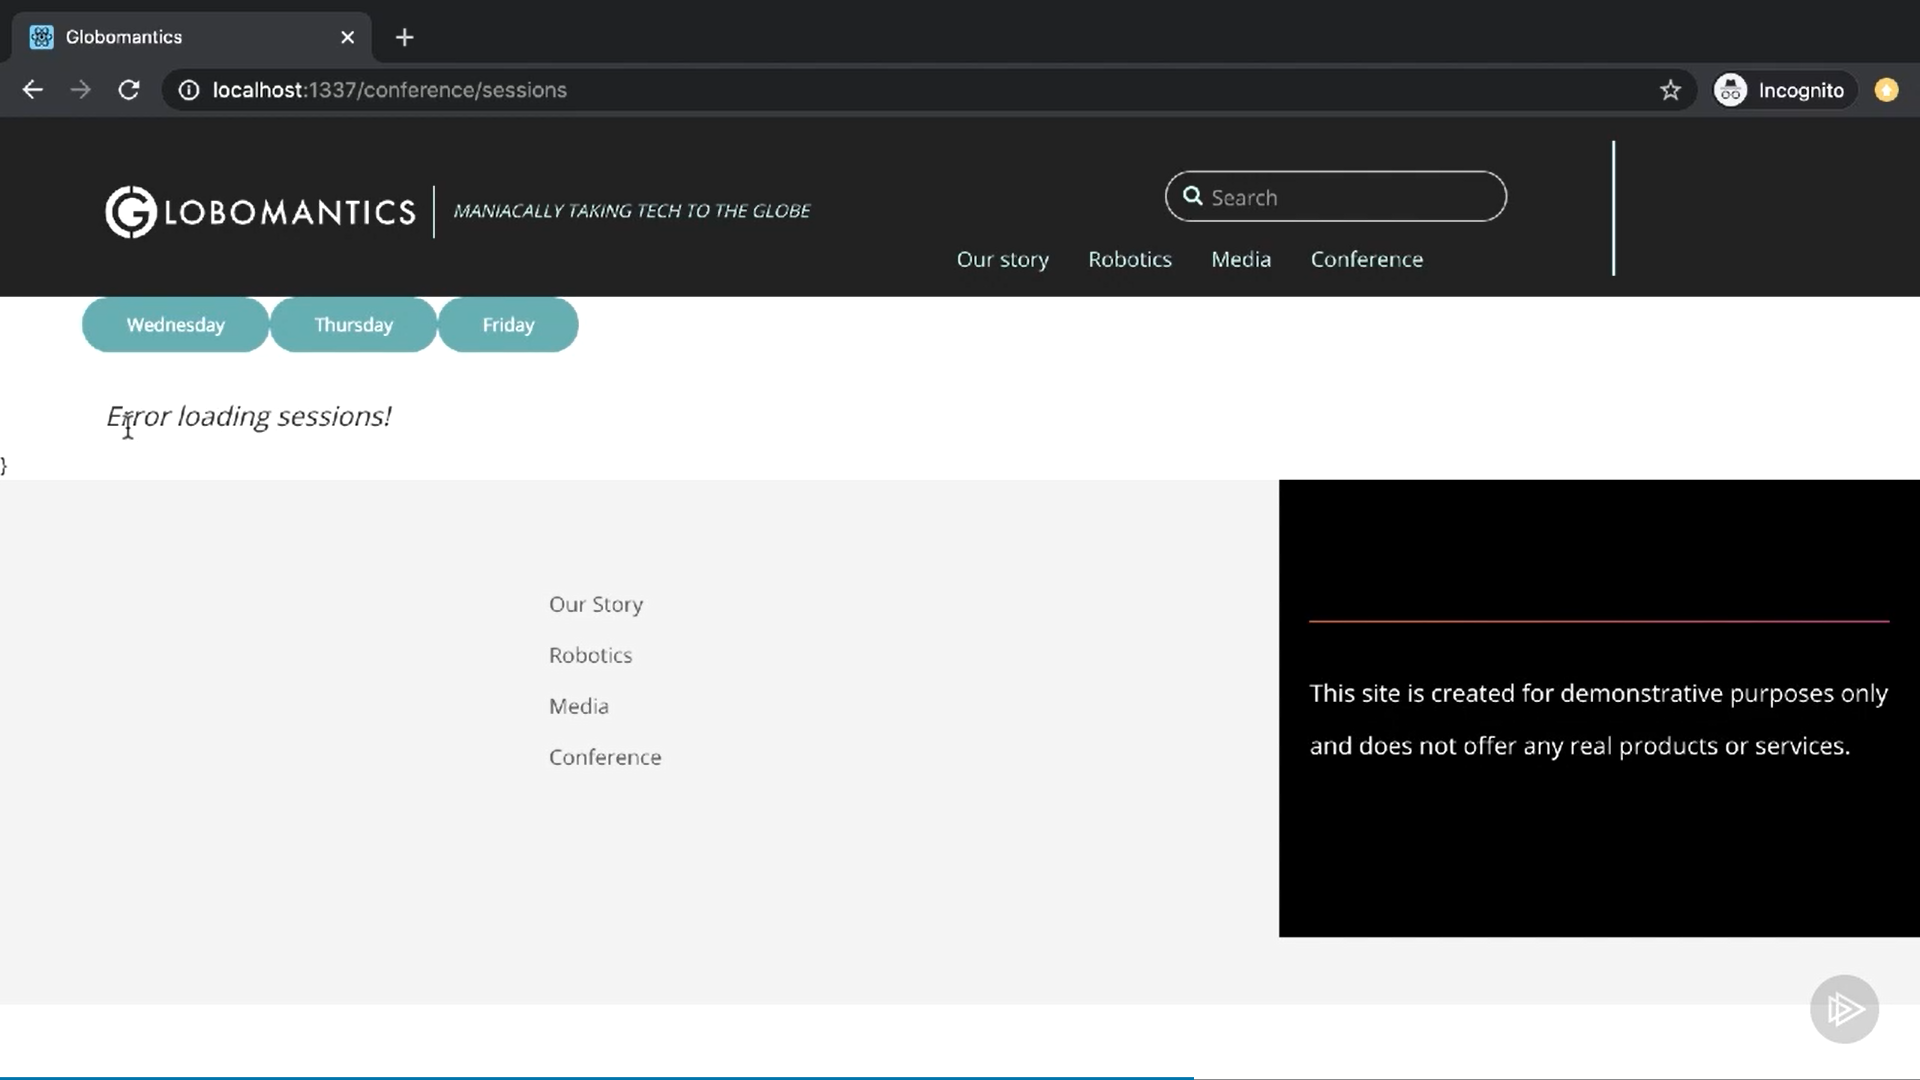 Globomantics
localhost:1337/conference/sessions
Incognito
GLOBOMANTICS
MANIACALLY TAKING TECH TO THE GLOBE
Search
Our story Robotics Media Conference
Wednesday Thursday Friday
Error loading sessions!
}
Our Story
Robotics
Media
Conference
This site is created for demonstrative purposes only
and does not offer any real products or services.